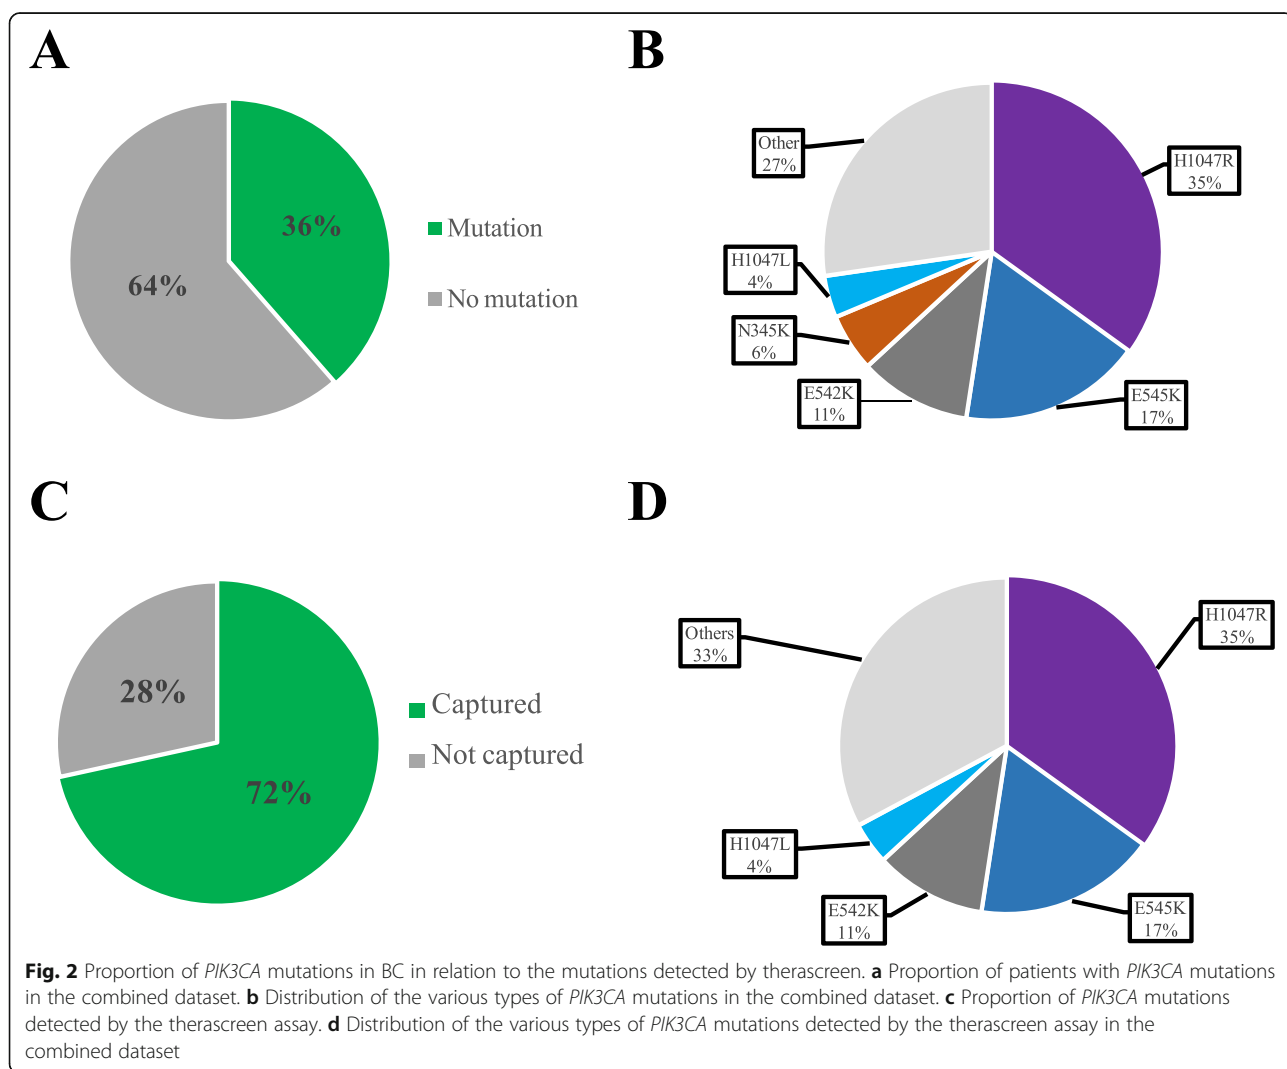 A
36%
64%
Mutation
No mutation
B
Other
27%
H1047R
35%
H1047L
4%
N345K
6%
E542K
11%
E545K
17%
C
28%
72%
Captured
Not captured
D
Others
33%
H1047R
35%
H1047L
4%
E542K
11%
E545K
17%
Fig. 2 Proportion of PIK3CA mutations in BC in relation to the mutations detected by therascreen. a Proportion of patients with PIK3CA mutations
in the combined dataset. b Distribution of the various types of PIK3CA mutations in the combined dataset. c Proportion of PIK3CA mutations
detected by the therascreen assay. d Distribution of the various types of PIK3CA mutations detected by the therascreen assay in the
combined dataset